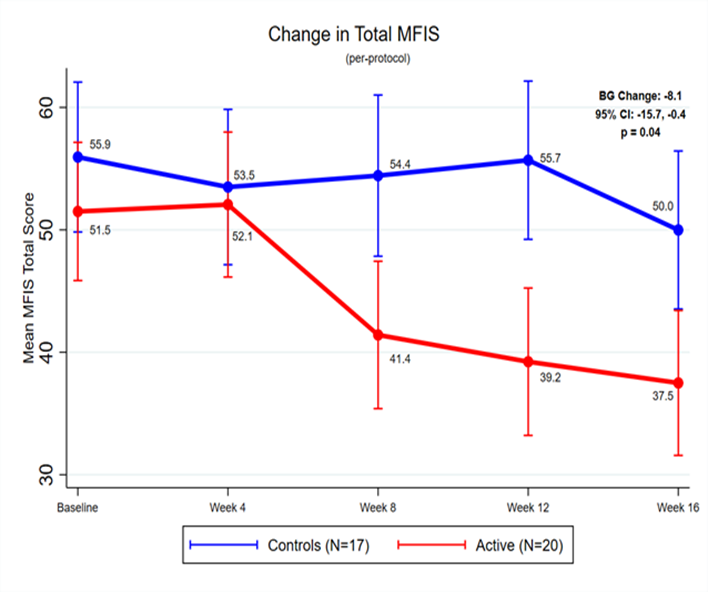 Change in Total MFIS
(per-protocol)
BG Change: -8.1
95% CI: -15.7, -0.4
p = 0.04
Mean MFIS Total Score
60
50
40
30
55.9
53.5
54.4
55.7
50.0
51.5
52.1
41.4
39.2
37.5
Baseline
Week 4
Week 8
Week 12
Week 16
Controls (N=17)
Active (N=20)